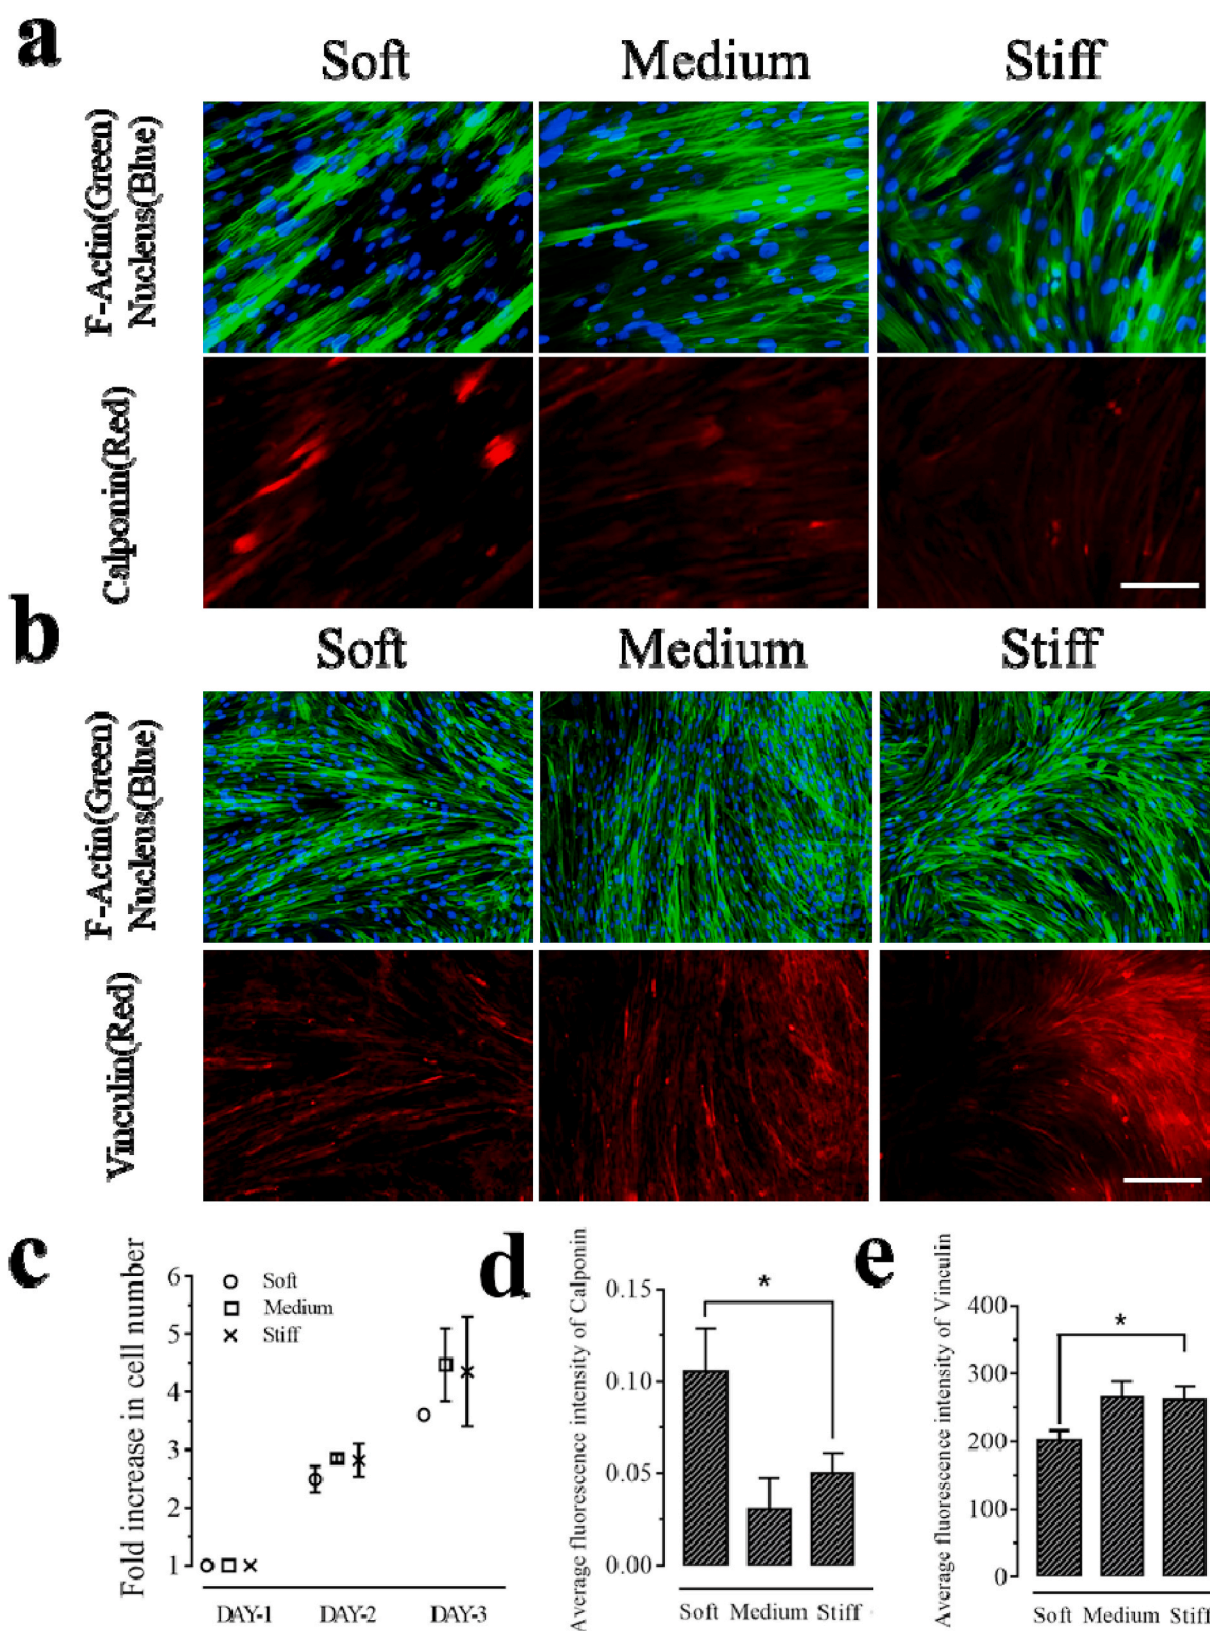 a
Soft Medium Stiff
F-Actin(Green)
Nucleus(Blue)
Calponin(Red)
b
Soft Medium Stiff
F-Actin(Green)
Nucleus(Blue)
Vinculin(Red)
c
Fold increase in cell number
6
5
4
3
2
1
Soft
Medium
Stiff
DAY-1 DAY-2 DAY-3
d
Average fluorescence intensity of Calponin
0.15
0.10
0.05
0.00
*
Soft Medium Stiff
e
Average fluorescence intensity of Vinculin
400
300
200
100
0
*
Soft Medium Stiff